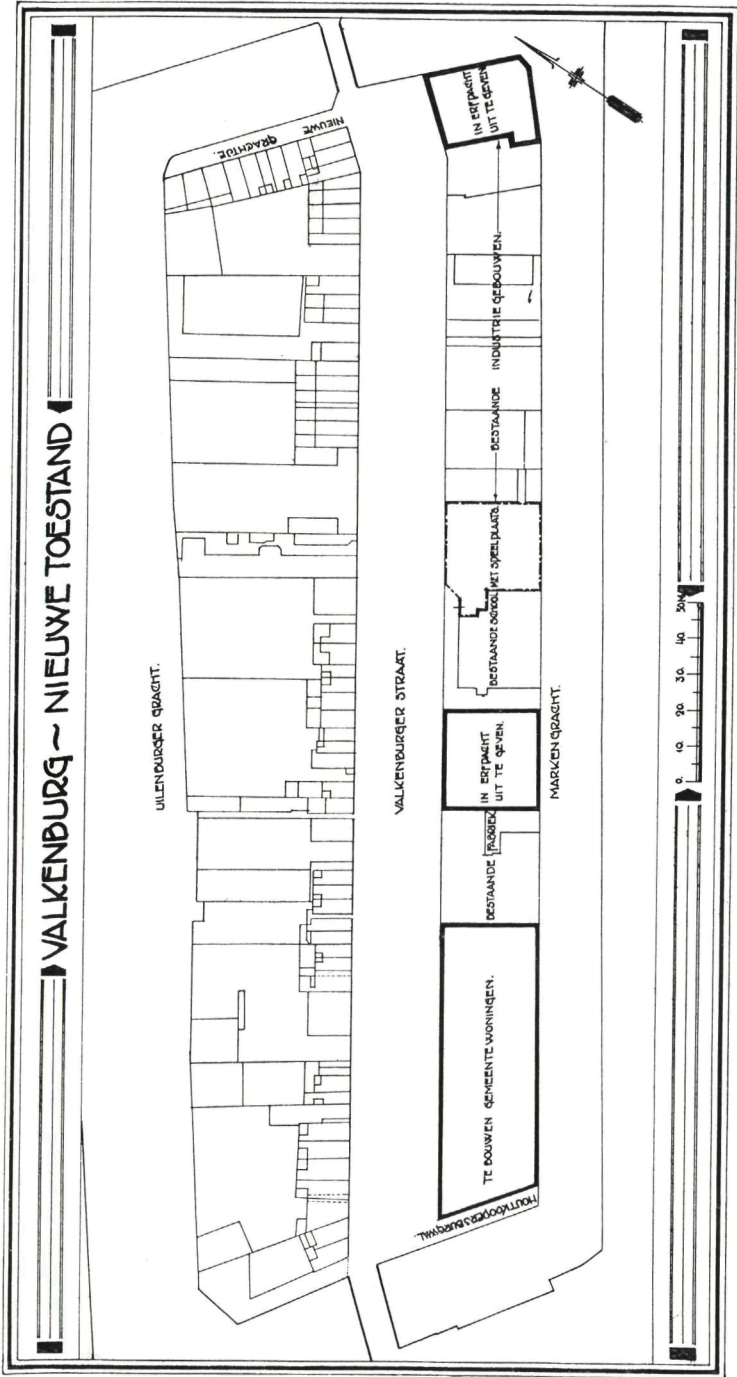 VALKENBURG ~ NIEUWE TOESTAND
UILENBURGER GRACHT.
NIEUWE
GRACHTJE.
VALKENBURGER STRAAT.
HOUTKOOPERSBURGWAL.
TE BOUWEN GEMEENTE WONINGEN.
BESTAANDE FABRIEK
IN ERFPACHT
UIT TE GEVEN.
BESTAANDE SCHOOL MET SPEELPLAATS.
BESTAANDE INDUSTRIE GEBOUWEN.
IN ERFPACHT
UIT TE GEVEN
MARKENGRACHT.
0. 10. 20. 30. 40. 50M.